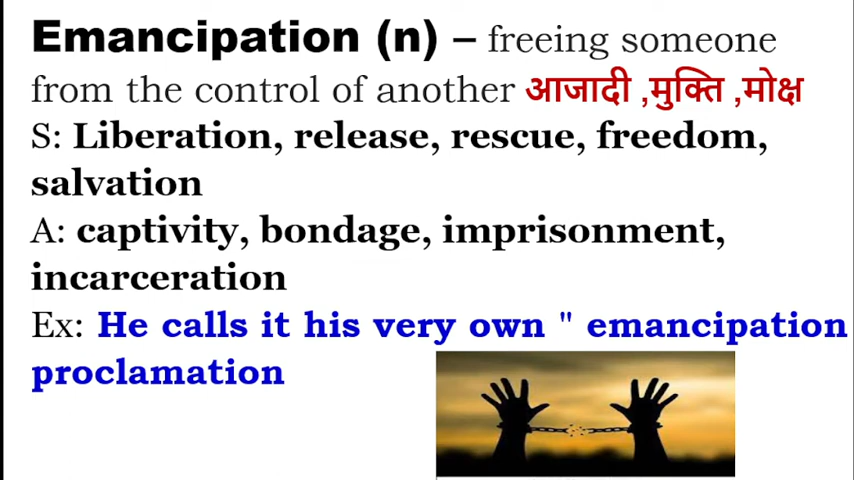 Emancipation (n) – freeing someone
from the control of another आजादी ,मुक्ति ,मोक्ष
S: Liberation, release, rescue, freedom,
salvation
A: captivity, bondage, imprisonment,
incarceration
Ex: He calls it his very own " emancipation
proclamation